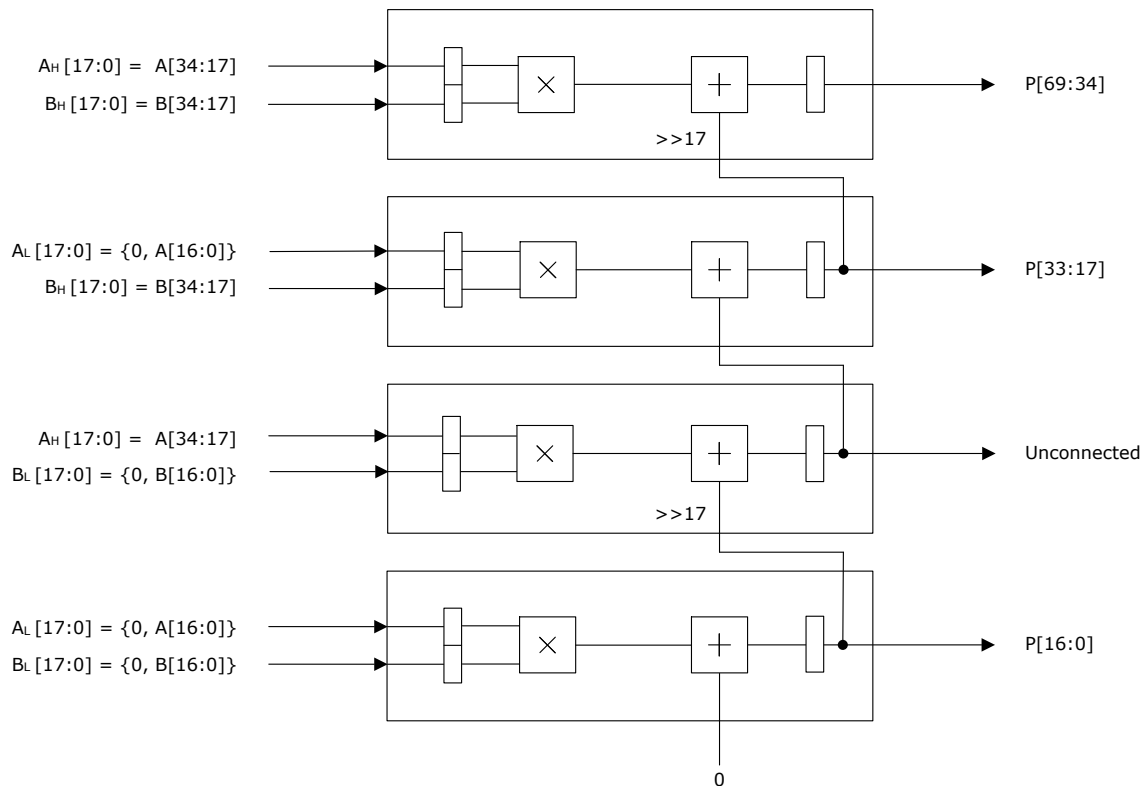 AH [17:0] = A[34:17]
BH [17:0] = B[34:17]
×
+
>>17
P[69:34]
AL [17:0] = {0, A[16:0]}
BH [17:0] = B[34:17]
×
+
P[33:17]
AH [17:0] = A[34:17]
BL [17:0] = {0, B[16:0]}
×
+
>>17
Unconnected
AL [17:0] = {0, A[16:0]}
BL [17:0] = {0, B[16:0]}
×
+
P[16:0]
0